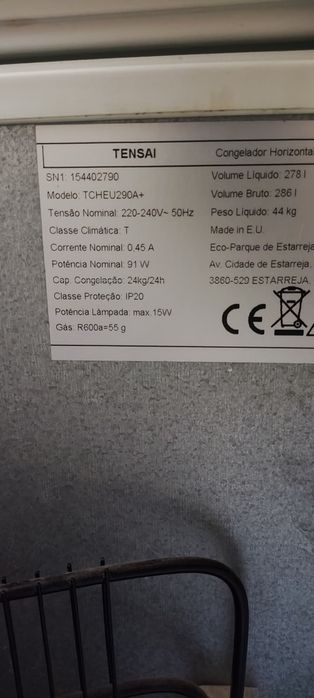 TENSAI Congelador Horizonta
SN1: 154402790 Volume Líquido: 278 l
Modelo: TCHEU290A+ Volume Bruto: 286 l
Tensão Nominal: 220-240V~ 50Hz Peso Líquido: 44 kg
Classe Climática: T Made in E.U.
Corrente Nominal: 0,45 A Eco-Parque de Estarreja
Potência Nominal: 91 W Av. Cidade de Estarreja,
Cap. Congelação: 24kg/24h 3860-529 ESTARREJA,
Classe Proteção: IP20
Potência Lâmpada: max.15W
Gás: R600a=55 g
CE